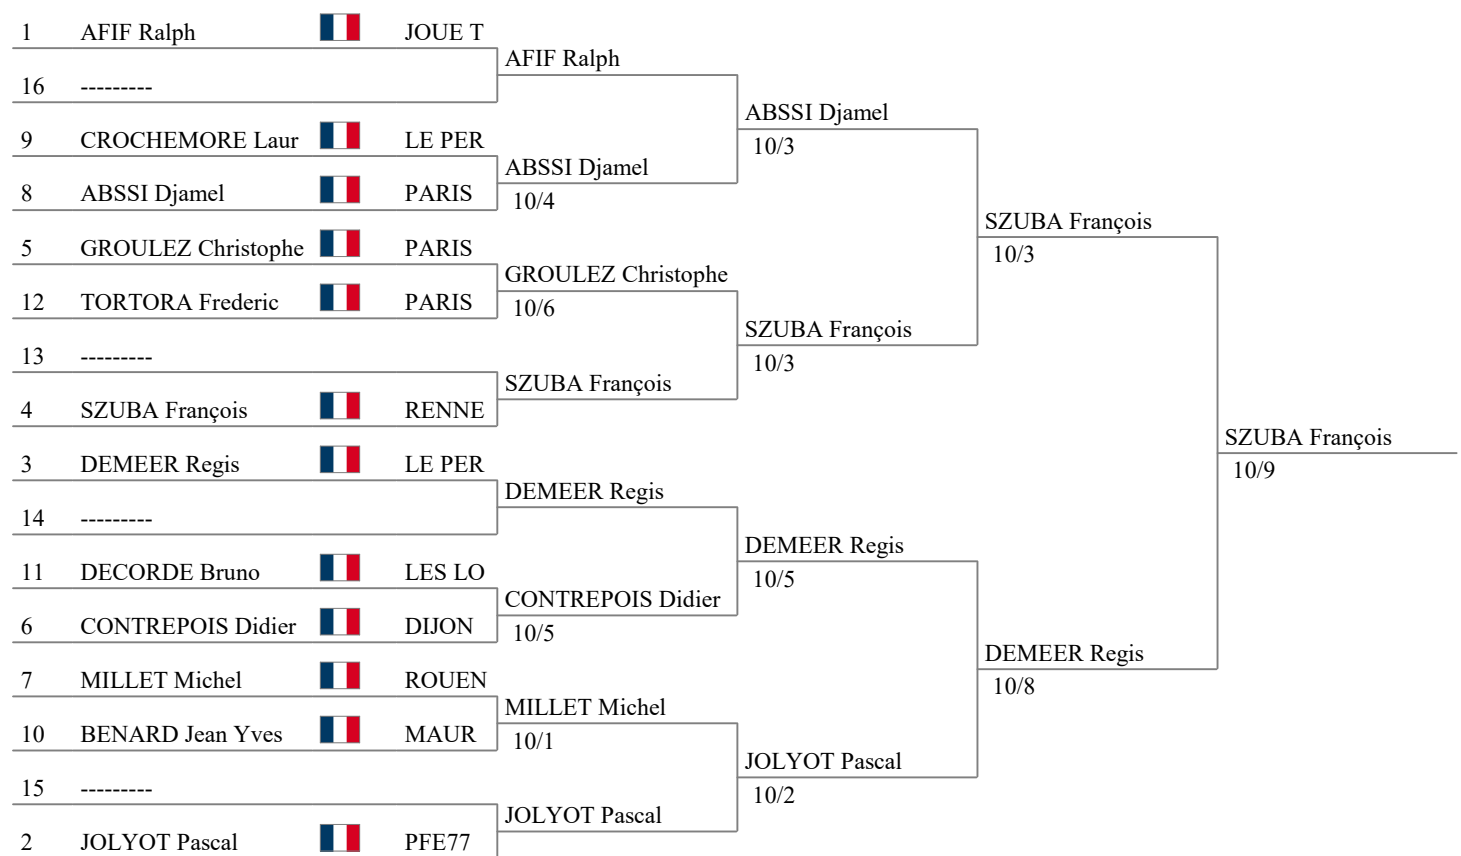 1 AFIF Ralph JOUE T
AFIF Ralph
16 ---------
ABSSI Djamel
10/3
9 CROCHEMORE Laur LE PER
ABSSI Djamel
10/4
8 ABSSI Djamel PARIS
SZUBA François
10/3
5 GROULEZ Christophe PARIS
GROULEZ Christophe
10/6
12 TORTORA Frederic PARIS
SZUBA François
10/3
13 ---------
SZUBA François
4 SZUBA François RENNE
SZUBA François
10/9
3 DEMEER Regis LE PER
DEMEER Regis
14 ---------
DEMEER Regis
10/5
11 DECORDE Bruno LES LO
CONTREPOIS Didier
10/5
6 CONTREPOIS Didier DIJON
DEMEER Regis
10/8
7 MILLET Michel ROUEN
MILLET Michel
10/1
10 BENARD Jean Yves MAUR
JOLYOT Pascal
10/2
15 ---------
JOLYOT Pascal
2 JOLYOT Pascal PFE77